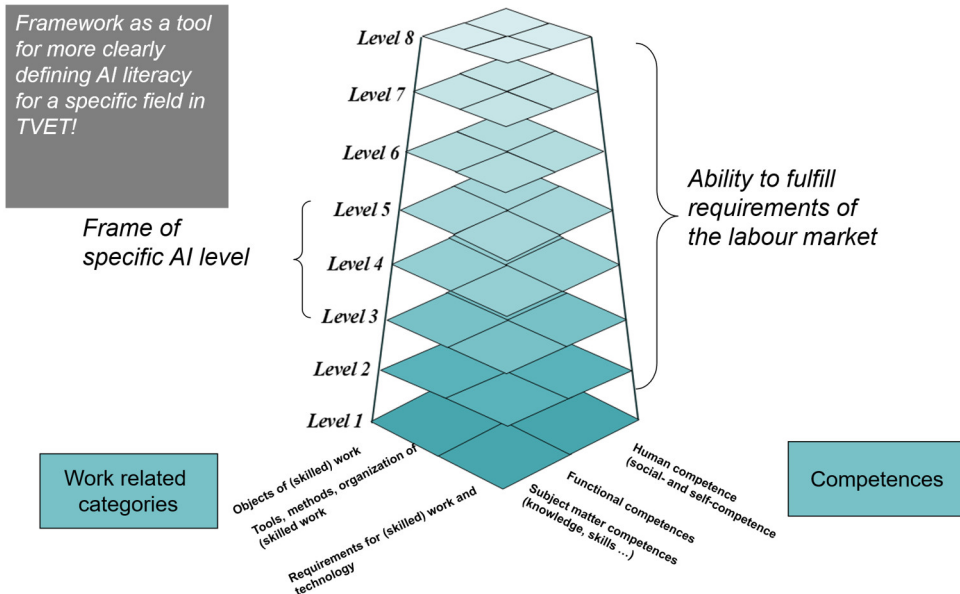 Framework as a tool
for more clearly
defining AI literacy
for a specific field in
TVET!
Level 8
Level 7
Level 6
Level 5
Level 4
Level 3
Level 2
Level 1
Frame of
specific AI level
Ability to fulfill
requirements of
the labour market
Work related
categories
Objects of (skilled) work
Tools, methods, organization of
(skilled work
Requirements for (skilled) work and
technology
Subject matter competences
(knowledge, skills ...)
Functional competences
Human competence
(social- and self-competence
Competences